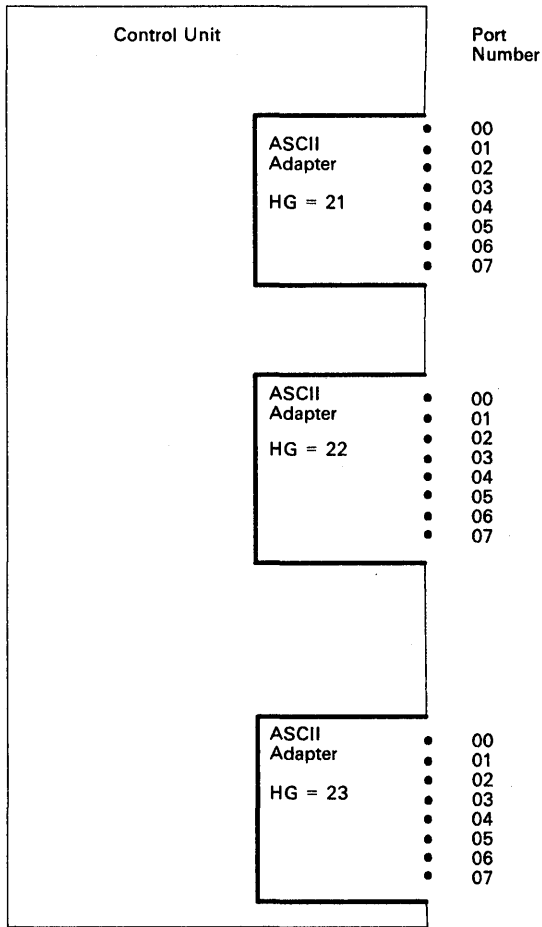 Control Unit
Port
Number
ASCII
Adapter
HG = 21
00
01
02
03
04
05
06
07
ASCII
Adapter
HG = 22
00
01
02
03
04
05
06
07
ASCII
Adapter
HG = 23
00
01
02
03
04
05
06
07